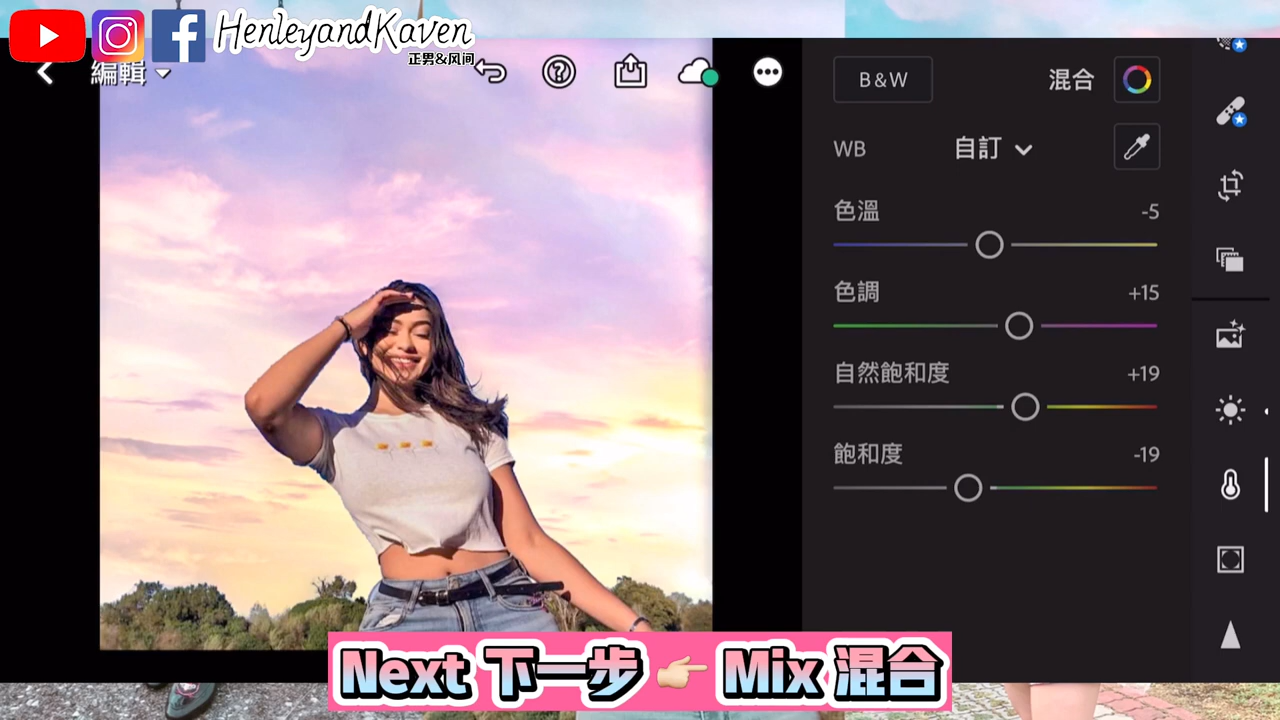 HenleyandKaven
正男&风间
編輯
B&W
混合
WB
自訂
色溫
-5
色調
+15
自然飽和度
+19
飽和度
-19
Next 下一步 👉🏻 Mix 混合